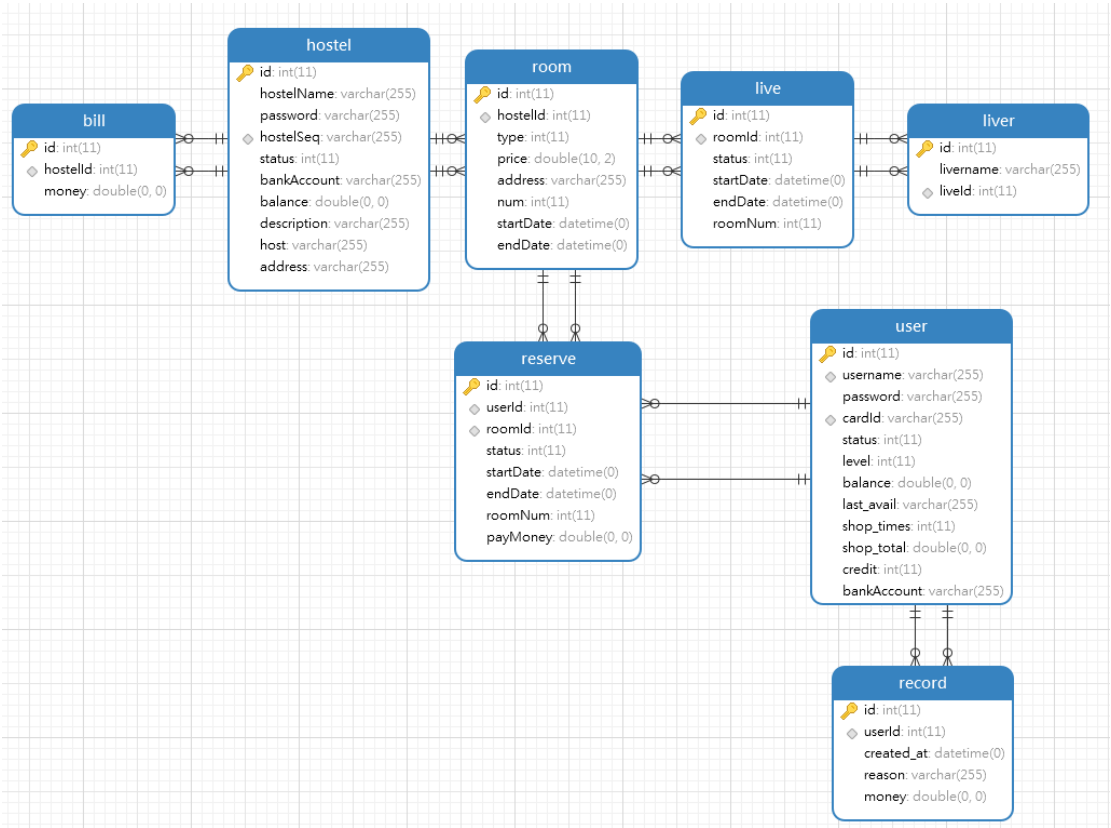 bill
id: int(11)
hostelId: int(11)
money: double(0, 0)
hostel
id: int(11)
hostelName: varchar(255)
password: varchar(255)
hostelSeq: varchar(255)
status: int(11)
bankAccount: varchar(255)
balance: double(0, 0)
description: varchar(255)
host: varchar(255)
address: varchar(255)
room
id: int(11)
hostelId: int(11)
type: int(11)
price: double(10, 2)
address: varchar(255)
num: int(11)
startDate: datetime(0)
endDate: datetime(0)
live
id: int(11)
roomId: int(11)
status: int(11)
startDate: datetime(0)
endDate: datetime(0)
roomNum: int(11)
liver
id: int(11)
livername: varchar(255)
liveId: int(11)
reserve
id: int(11)
userId: int(11)
roomId: int(11)
status: int(11)
startDate: datetime(0)
endDate: datetime(0)
roomNum: int(11)
payMoney: double(0, 0)
user
id: int(11)
username: varchar(255)
password: varchar(255)
cardId: varchar(255)
status: int(11)
level: int(11)
balance: double(0, 0)
last_avail: varchar(255)
shop_times: int(11)
shop_total: double(0, 0)
credit: int(11)
bankAccount: varchar(255)
record
id: int(11)
userId: int(11)
created_at: datetime(0)
reason: varchar(255)
money: double(0, 0)